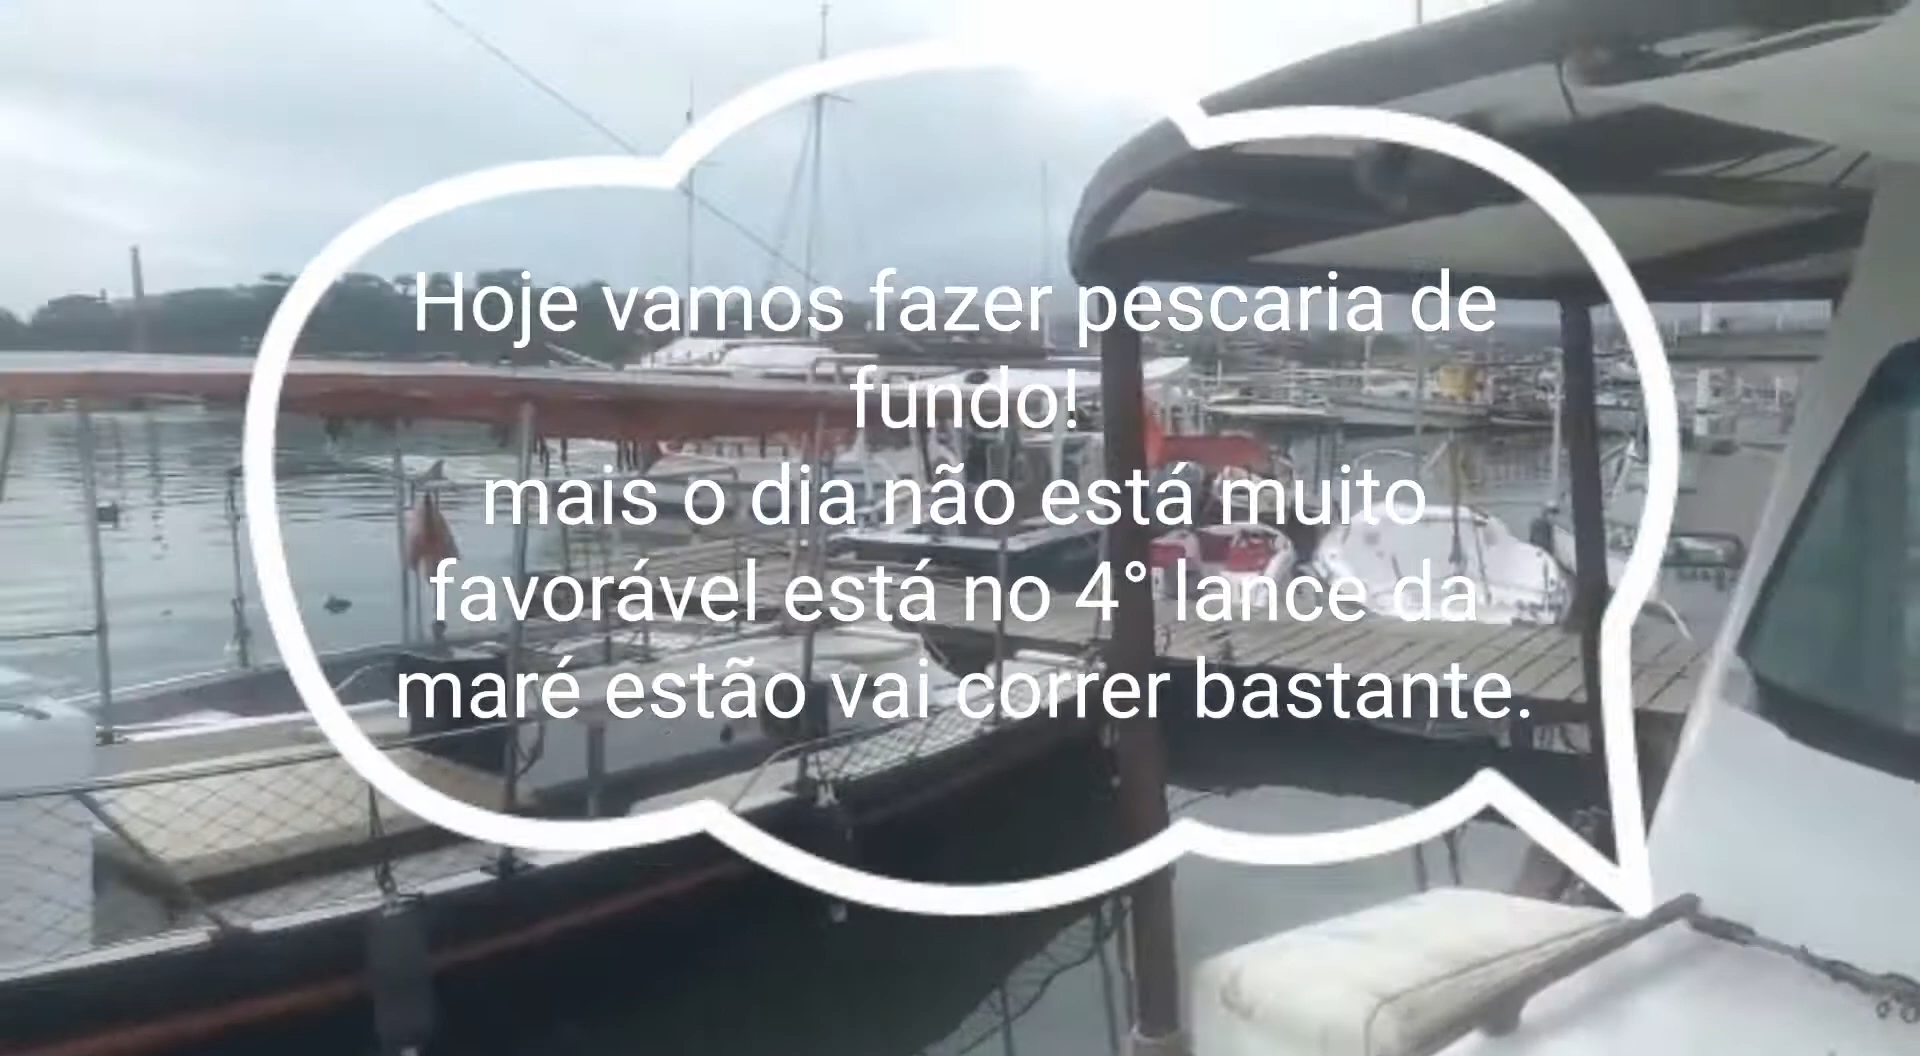 Hoje vamos fazer pescaria de
fundo!
mais o dia não está muito
favorável está no 4° lance da
maré estão vai correr bastante.